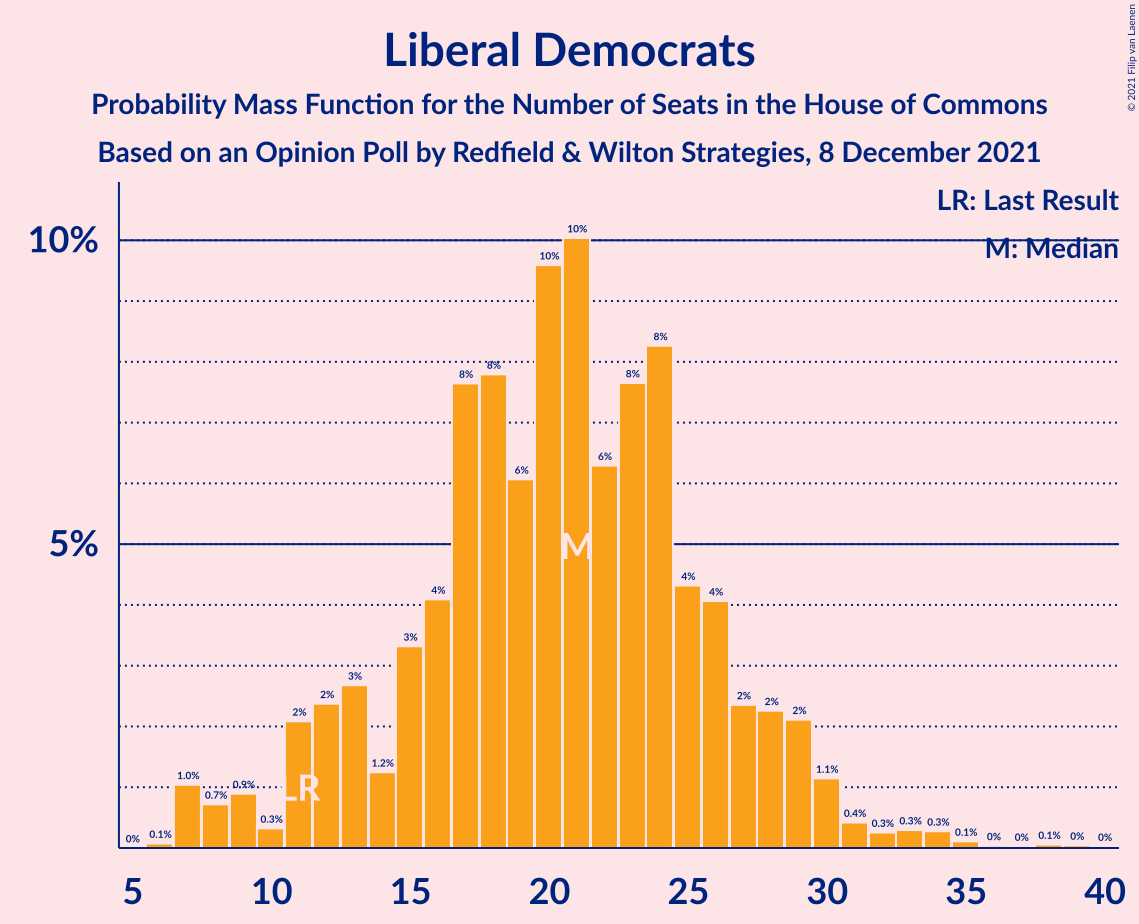 Liberal Democrats
Probability Mass Function for the Number of Seats in the House of Commons
Based on an Opinion Poll by Redfield & Wilton Strategies, 8 December 2021
© 2021 Filip van Laenen
LR: Last Result
M: Median
10%
5%
0% 0.1% 1.0% 0.7% 0.9% 0.3% 2% 2% 3% 1.2% 3% 4% 8% 8% 6% 10% 10% 6% 8% 8% 4% 4% 2% 2% 2% 1.1% 0.4% 0.3% 0.3% 0.3% 0.1% 0% 0% 0.1% 0% 0%
M
LR
5 10 15 20 25 30 35 40